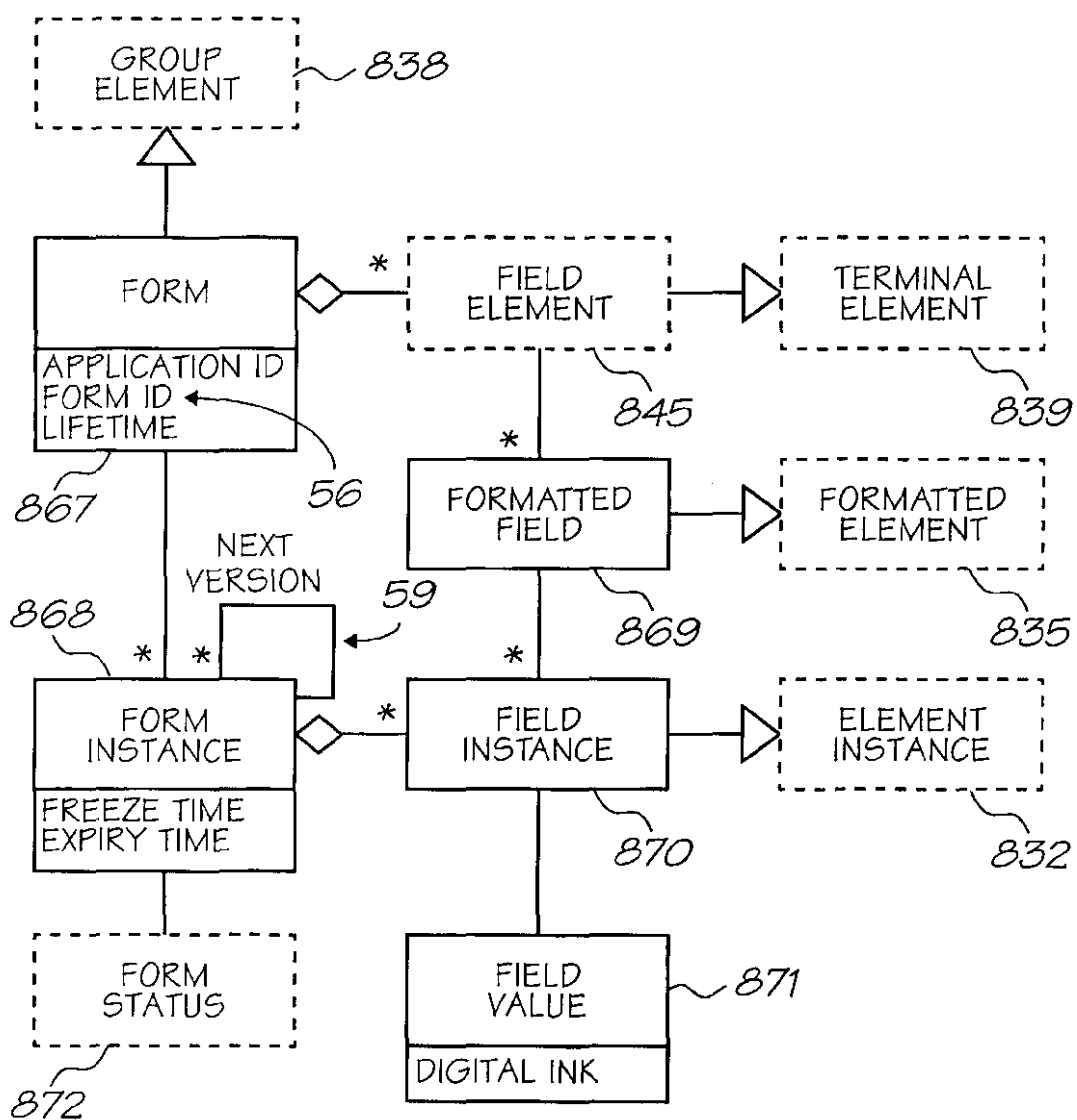 GROUP
ELEMENT
838
FORM
*
FIELD
ELEMENT
TERMINAL
ELEMENT
APPLICATION ID
FORM ID
LIFETIME
845
839
867
56
*
FORMATTED
FIELD
FORMATTED
ELEMENT
NEXT
VERSION
59
868
869
835
*
*
*
FORM
INSTANCE
*
FIELD
INSTANCE
ELEMENT
INSTANCE
FREEZE TIME
EXPIRY TIME
870
832
FORM
STATUS
FIELD
VALUE
871
DIGITAL INK
872